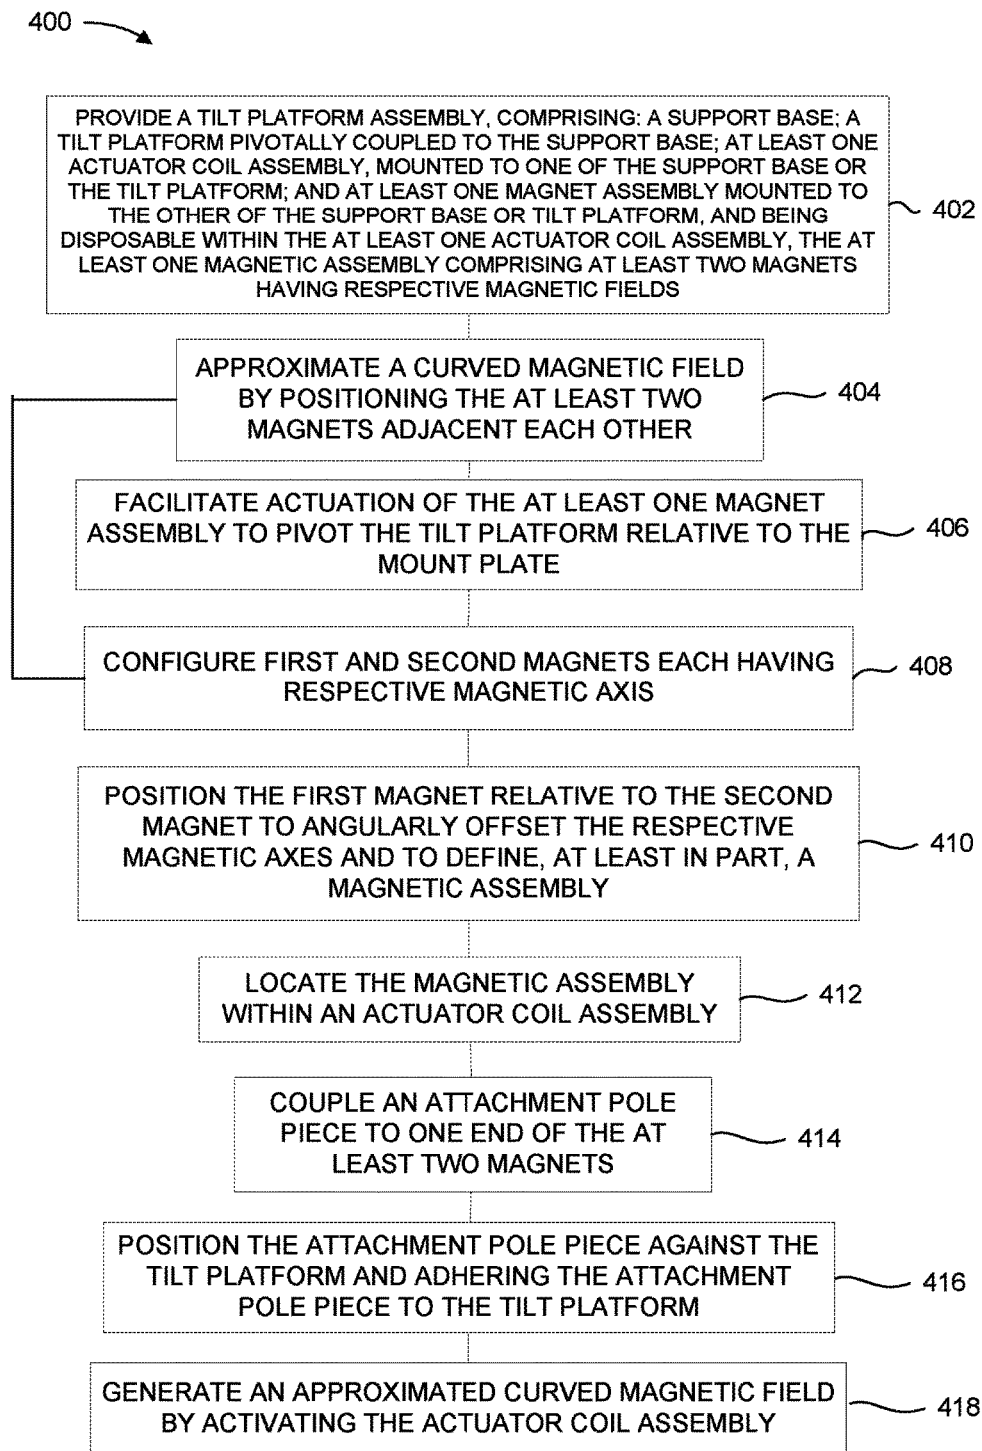 400
PROVIDE A TILT PLATFORM ASSEMBLY, COMPRISING: A SUPPORT BASE; A
TILT PLATFORM PIVOTALLY COUPLED TO THE SUPPORT BASE; AT LEAST ONE
ACTUATOR COIL ASSEMBLY, MOUNTED TO ONE OF THE SUPPORT BASE OR
THE TILT PLATFORM; AND AT LEAST ONE MAGNET ASSEMBLY MOUNTED TO
THE OTHER OF THE SUPPORT BASE OR TILT PLATFORM, AND BEING
DISPOSABLE WITHIN THE AT LEAST ONE ACTUATOR COIL ASSEMBLY, THE AT
LEAST ONE MAGNETIC ASSEMBLY COMPRISING AT LEAST TWO MAGNETS
HAVING RESPECTIVE MAGNETIC FIELDS
402
APPROXIMATE A CURVED MAGNETIC FIELD
BY POSITIONING THE AT LEAST TWO
MAGNETS ADJACENT EACH OTHER
404
FACILITATE ACTUATION OF THE AT LEAST ONE MAGNET
ASSEMBLY TO PIVOT THE TILT PLATFORM RELATIVE TO THE
MOUNT PLATE
406
CONFIGURE FIRST AND SECOND MAGNETS EACH HAVING
RESPECTIVE MAGNETIC AXIS
408
POSITION THE FIRST MAGNET RELATIVE TO THE SECOND
MAGNET TO ANGULARLY OFFSET THE RESPECTIVE
MAGNETIC AXES AND TO DEFINE, AT LEAST IN PART, A
MAGNETIC ASSEMBLY
410
LOCATE THE MAGNETIC ASSEMBLY
WITHIN AN ACTUATOR COIL ASSEMBLY
412
COUPLE AN ATTACHMENT POLE
PIECE TO ONE END OF THE AT
LEAST TWO MAGNETS
414
POSITION THE ATTACHMENT POLE PIECE AGAINST THE
TILT PLATFORM AND ADHERING THE ATTACHMENT
POLE PIECE TO THE TILT PLATFORM
416
GENERATE AN APPROXIMATED CURVED MAGNETIC FIELD
BY ACTIVATING THE ACTUATOR COIL ASSEMBLY
418